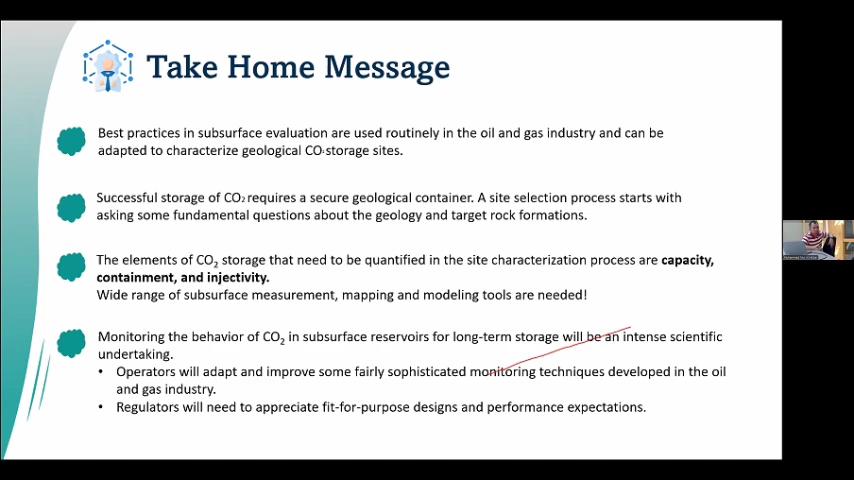 Take Home Message
Best practices in subsurface evaluation are used routinely in the oil and gas industry and can be
adapted to characterize geological CO₂ storage sites.
Successful storage of CO₂ requires a secure geological container. A site selection process starts with
asking some fundamental questions about the geology and target rock formations.
The elements of CO₂ storage that need to be quantified in the site characterization process are capacity,
containment, and injectivity.
Wide range of subsurface measurement, mapping and modeling tools are needed!
Monitoring the behavior of CO₂ in subsurface reservoirs for long-term storage will be an intense scientific
undertaking.
• Operators will adapt and improve some fairly sophisticated monitoring techniques developed in the oil
and gas industry.
• Regulators will need to appreciate fit-for-purpose designs and performance expectations.